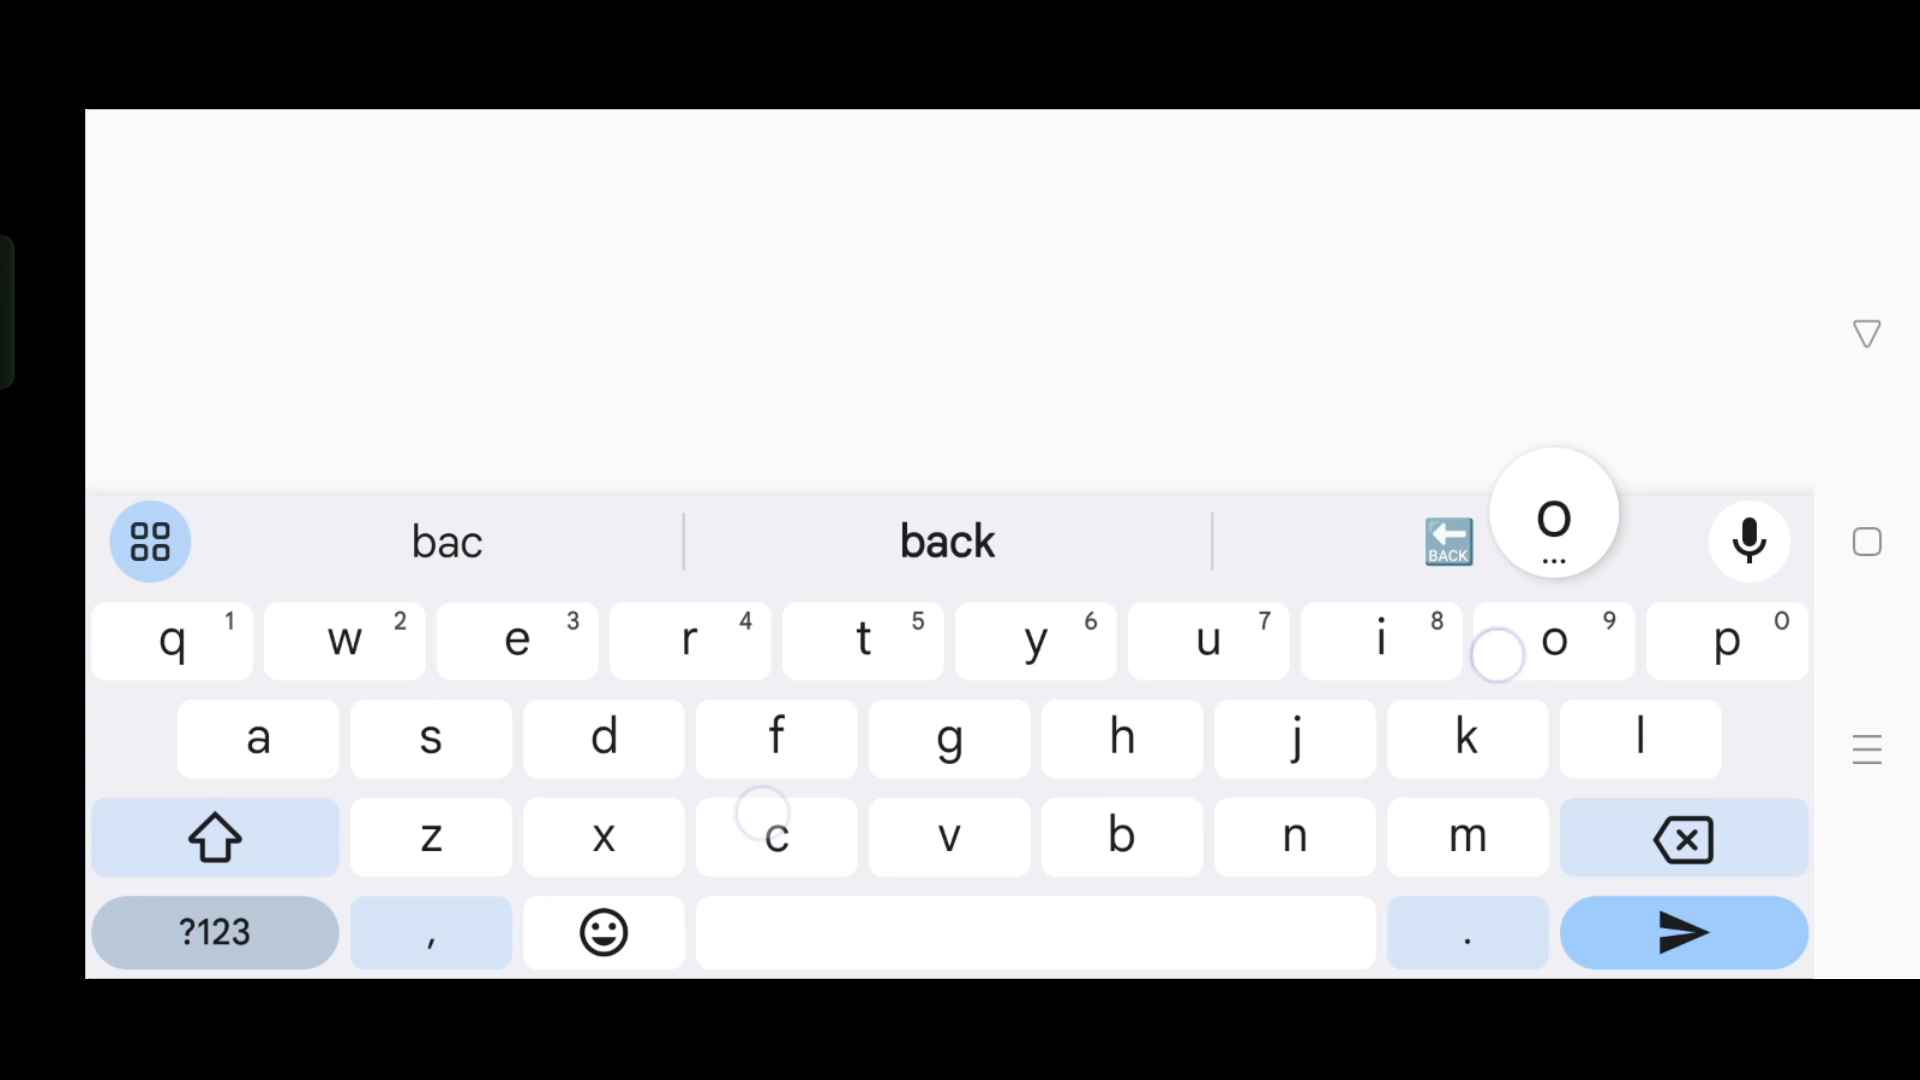 bac back BACK o ...
q 1 w 2 e 3 r 4 t 5 y 6 u 7 i 8 o 9 p 0
a s d f g h j k l
z x c v b n m
?123 , .